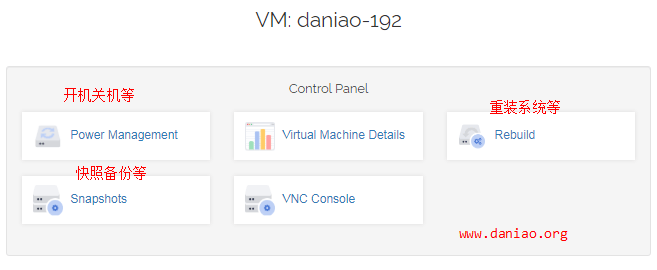 VM: daniao-192
Control Panel
开机关机等
重装系统等
Power Management
Virtual Machine Details
Rebuild
快照备份等
Snapshots
VNC Console
www.daniao.org